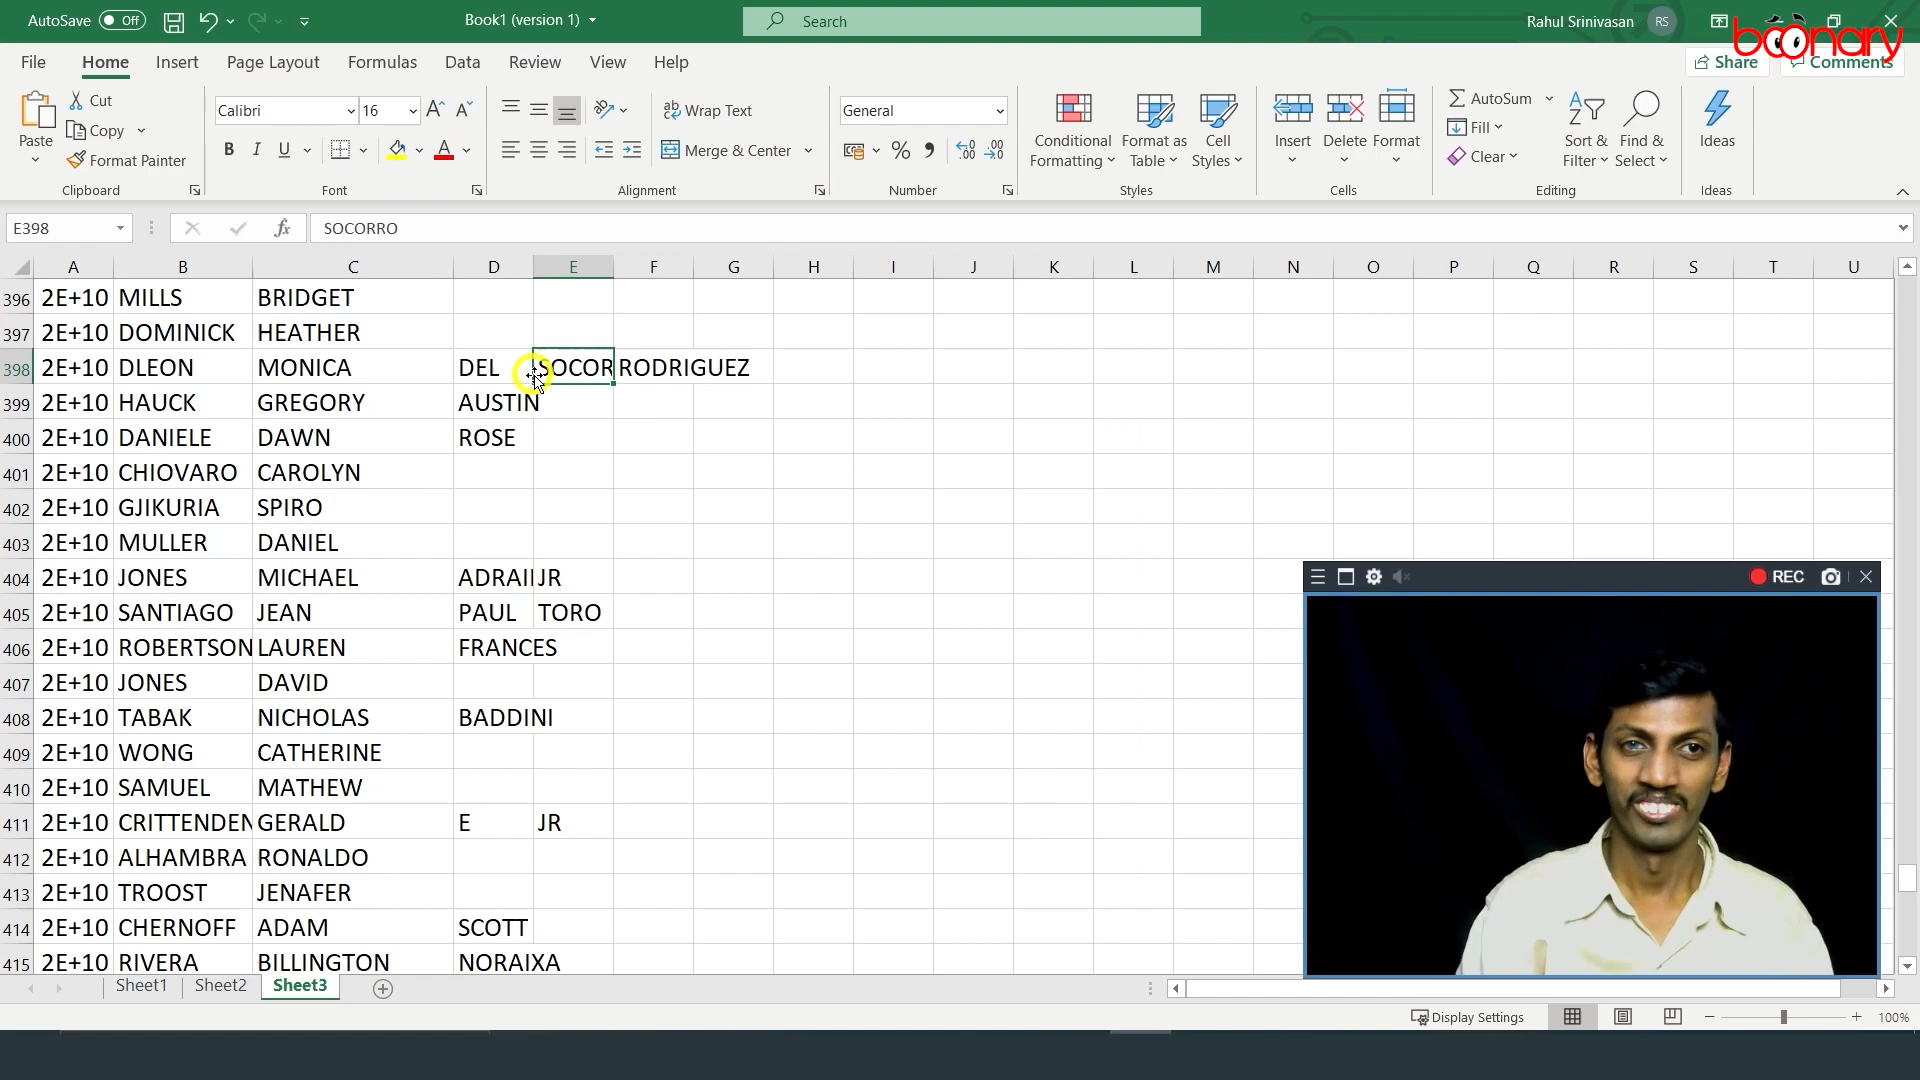 AutoSave Off Book1 (version 1) Search Rahul Srinivasan RS
boonary
File Home Insert Page Layout Formulas Data Review View Help Share Comments
Cut
Copy
Format Painter
Paste
Clipboard
Calibri 16 A A
B I U A
Font
ab Wrap Text
Merge & Center
Alignment
General
% 9 .00
Number
Conditional Formatting
Format as Table
Cell Styles
Styles
Insert Delete Format
Cells
AutoSum
Fill
Clear
Sort & Filter
Find & Select
Editing
Ideas
Ideas
E398 fx SOCORRO
A B C D E F G H I J K L M N O P Q R S T U
396 2E+10 MILLS BRIDGET
397 2E+10 DOMINICK HEATHER
398 2E+10 DLEON MONICA DEL SOCOR RODRIGUEZ
399 2E+10 HAUCK GREGORY AUSTIN
400 2E+10 DANIELE DAWN ROSE
401 2E+10 CHIOVARO CAROLYN
402 2E+10 GJIKURIA SPIRO
403 2E+10 MULLER DANIEL
404 2E+10 JONES MICHAEL ADRAI JR
405 2E+10 SANTIAGO JEAN PAUL TORO
406 2E+10 ROBERTSON LAUREN FRANCES
407 2E+10 JONES DAVID
408 2E+10 TABAK NICHOLAS BADDINI
409 2E+10 WONG CATHERINE
410 2E+10 SAMUEL MATHEW
411 2E+10 CRITTENDEN GERALD E JR
412 2E+10 ALHAMBRA RONALDO
413 2E+10 TROOST JENAFER
414 2E+10 CHERNOFF ADAM SCOTT
415 2E+10 RIVERA BILLINGTON NORAIXA
REC
Sheet1 Sheet2 Sheet3
Display Settings 100%